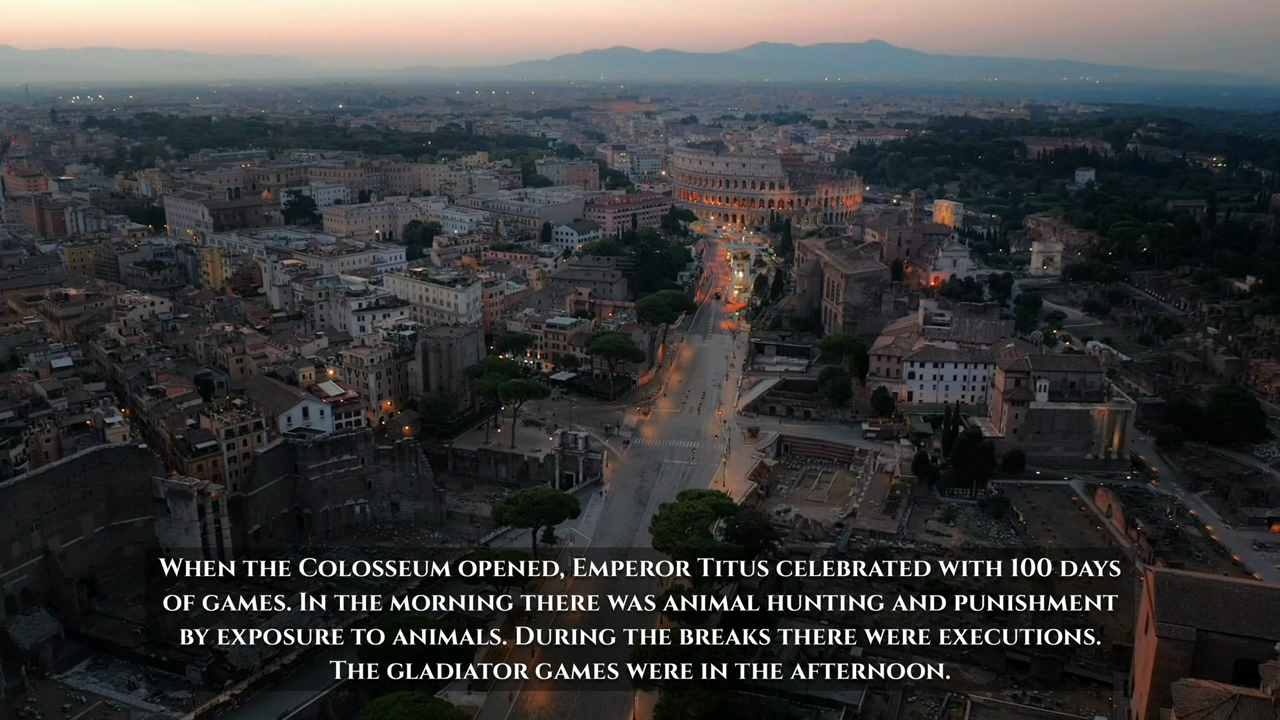 When the Colosseum opened, Emperor Titus celebrated with 100 days
of games. In the morning there was animal hunting and punishment
by exposure to animals. During the breaks there were executions.
The gladiator games were in the afternoon.